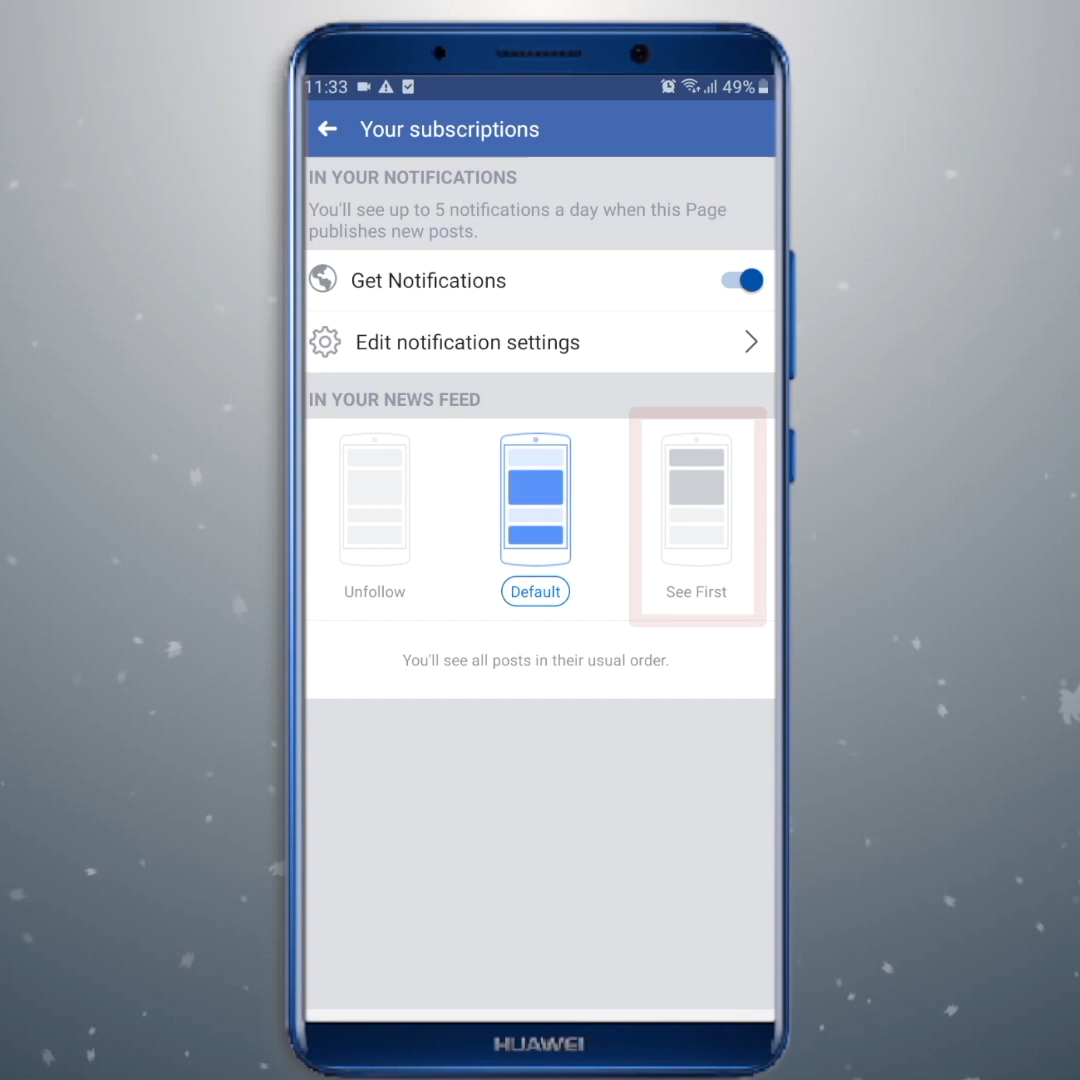 11:33
49%
Your subscriptions
IN YOUR NOTIFICATIONS
You'll see up to 5 notifications a day when this Page
publishes new posts.
Get Notifications
Edit notification settings
IN YOUR NEWS FEED
Unfollow
Default
See First
You'll see all posts in their usual order.
HUAWEI